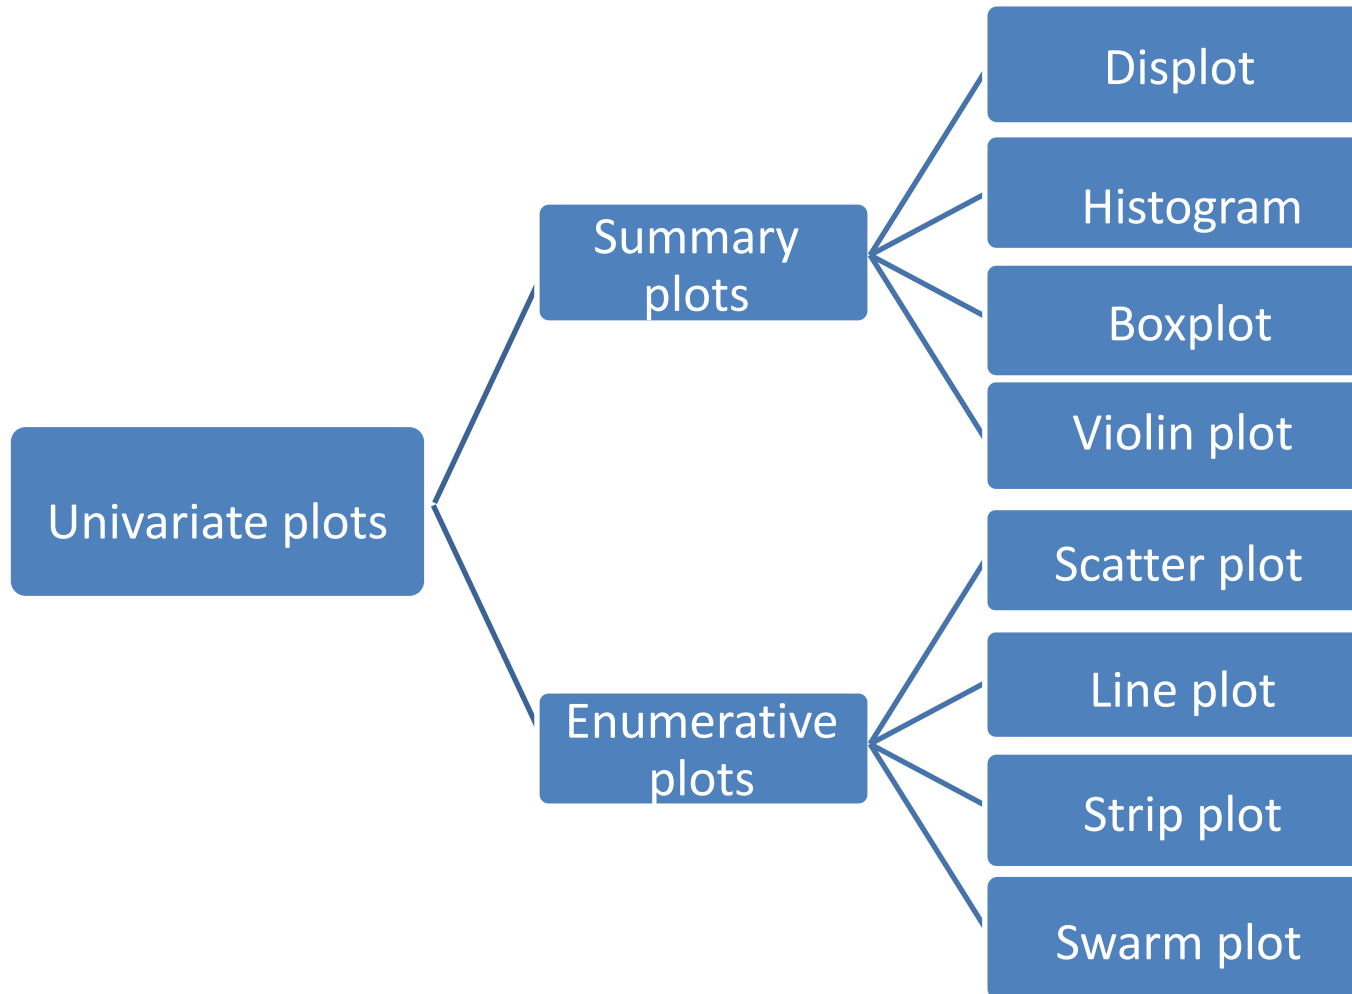 Univariate plots
Summary
plots
Displot
Histogram
Boxplot
Violin plot
Enumerative
plots
Scatter plot
Line plot
Strip plot
Swarm plot